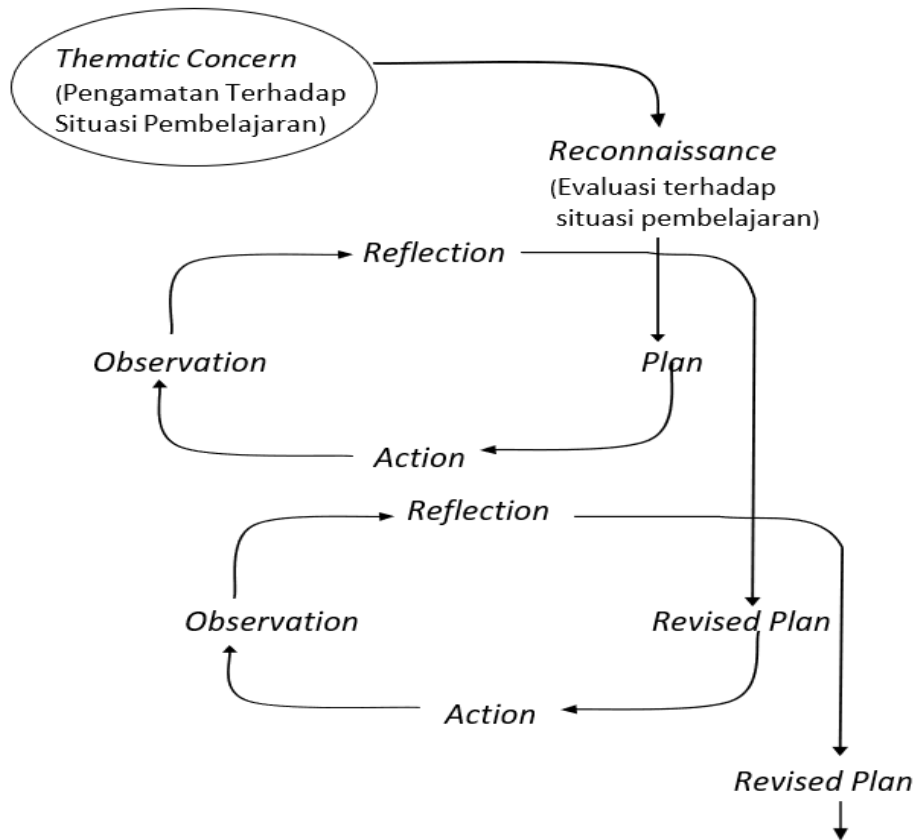 Thematic Concern
(Pengamatan Terhadap
Situasi Pembelajaran)
Reconnaissance
(Evaluasi terhadap
situasi pembelajaran)
Reflection
Observation
Plan
Action
Reflection
Observation
Revised Plan
Action
Revised Plan